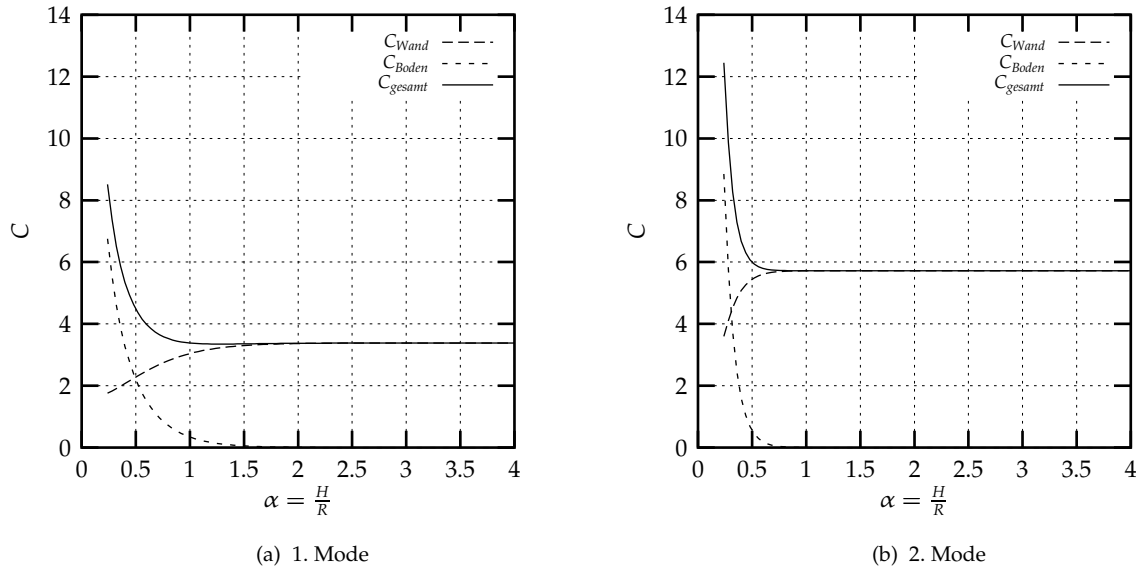 14
12
10
8
6
4
2
0
C
C_Wand
C_Boden
C_gesamt
0 0.5 1 1.5 2 2.5 3 3.5 4
α = H/R
(a) 1. Mode
14
12
10
8
6
4
2
0
C
C_Wand
C_Boden
C_gesamt
0 0.5 1 1.5 2 2.5 3 3.5 4
α = H/R
(b) 2. Mode